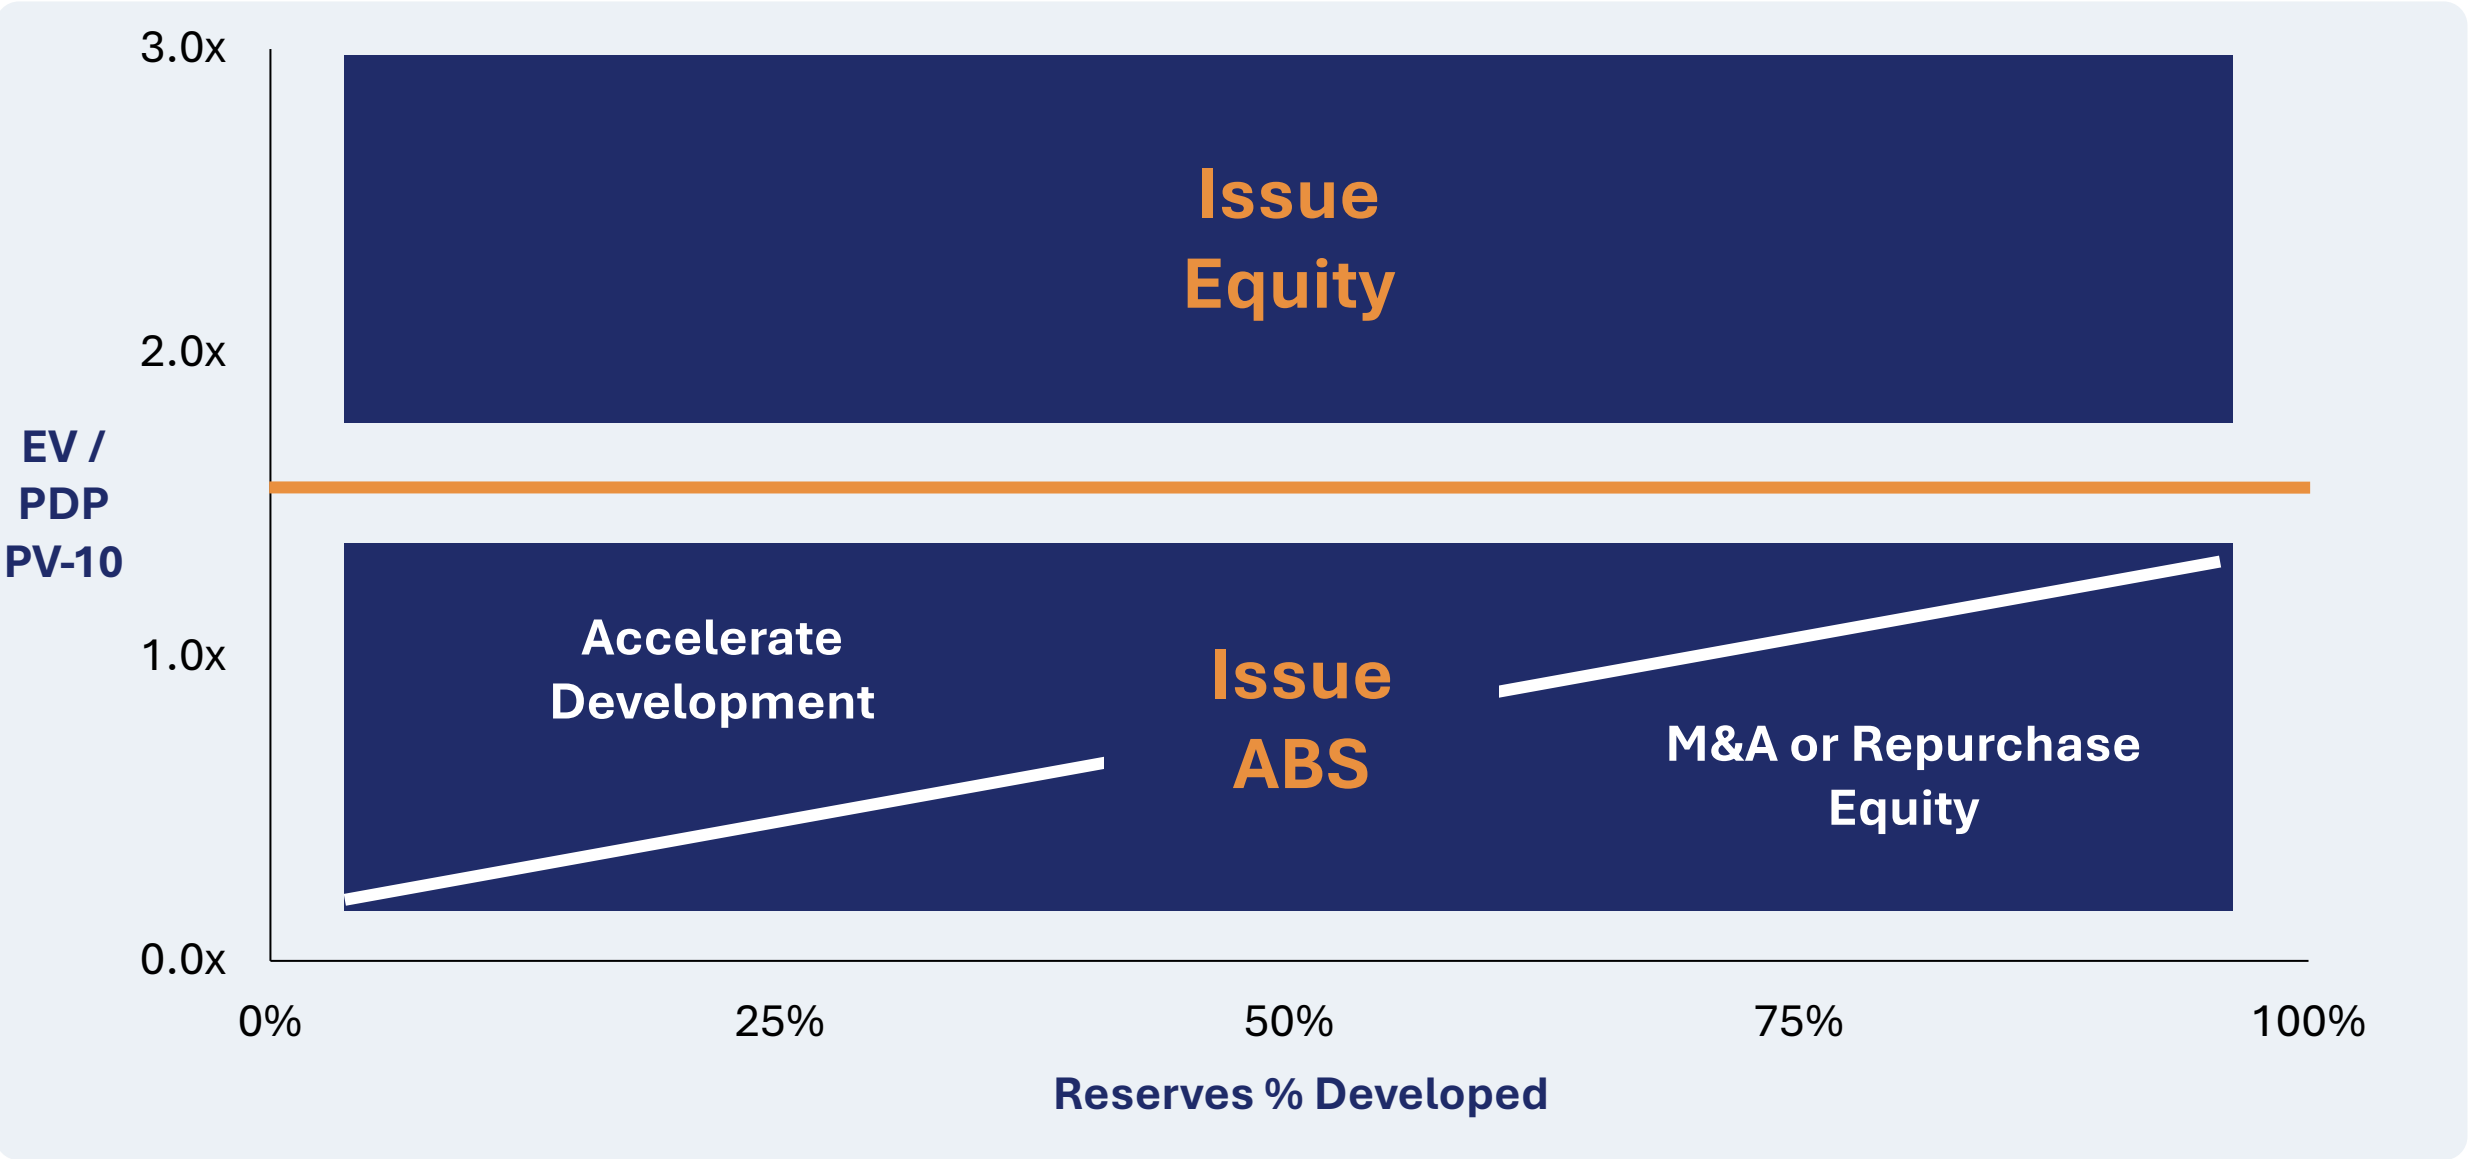 3.0x
Issue
Equity
2.0x
EV /
PDP
PV-10
Accelerate
Development
1.0x
Issue
ABS
M&A or Repurchase
Equity
0.0x
0%
25%
50%
75%
100%
Reserves % Developed